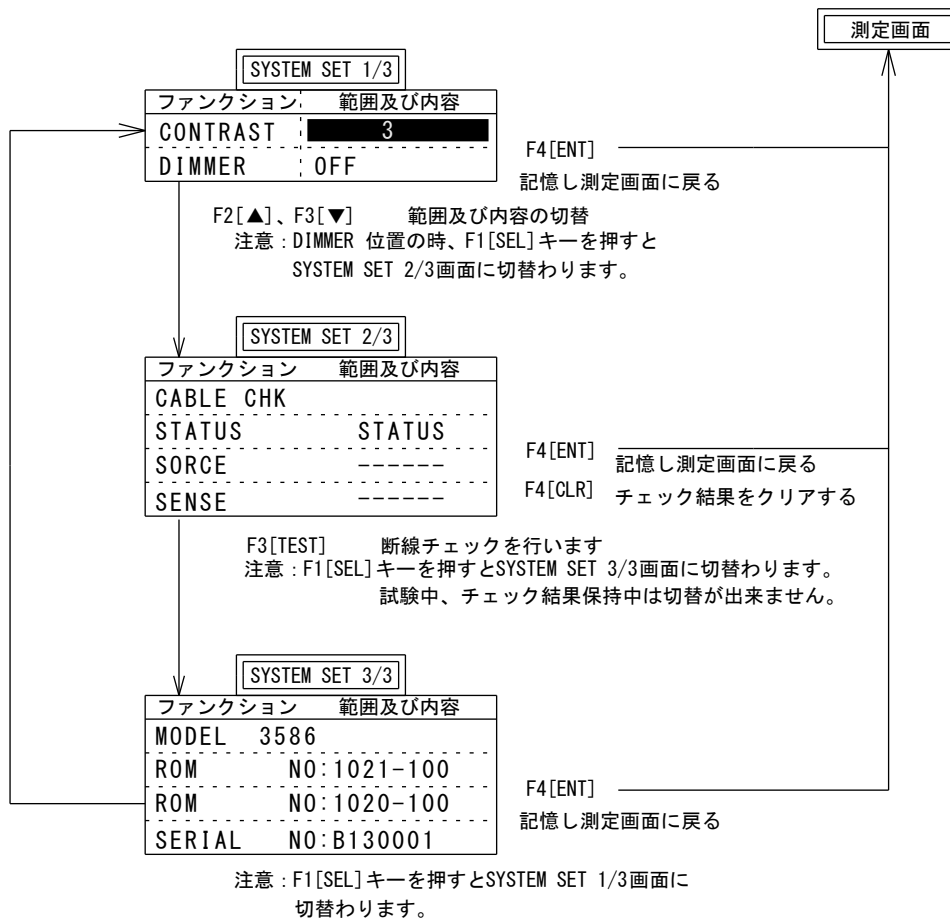 測定画面
SYSTEM SET 1/3
ファンクション 範囲及び内容
CONTRAST 3
DIMMER OFF
F4[ENT]
記憶し測定画面に戻る
F2[▲]、F3[▼] 範囲及び内容の切替
注意：DIMMER 位置の時、F1[SEL]キーを押すと
SYSTEM SET 2/3画面に切替わります。
SYSTEM SET 2/3
ファンクション 範囲及び内容
CABLE CHK
STATUS STATUS
SORCE ------
SENSE ------
F4[ENT] 記憶し測定画面に戻る
F4[CLR] チェック結果をクリアする
F3[TEST] 断線チェックを行います
注意：F1[SEL]キーを押すとSYSTEM SET 3/3画面に切替わります。
試験中、チェック結果保持中は切替が出来ません。
SYSTEM SET 3/3
ファンクション 範囲及び内容
MODEL 3586
ROM NO:1021-100
ROM NO:1020-100
SERIAL NO:B130001
F4[ENT]
記憶し測定画面に戻る
注意：F1[SEL]キーを押すとSYSTEM SET 1/3画面に
切替わります。